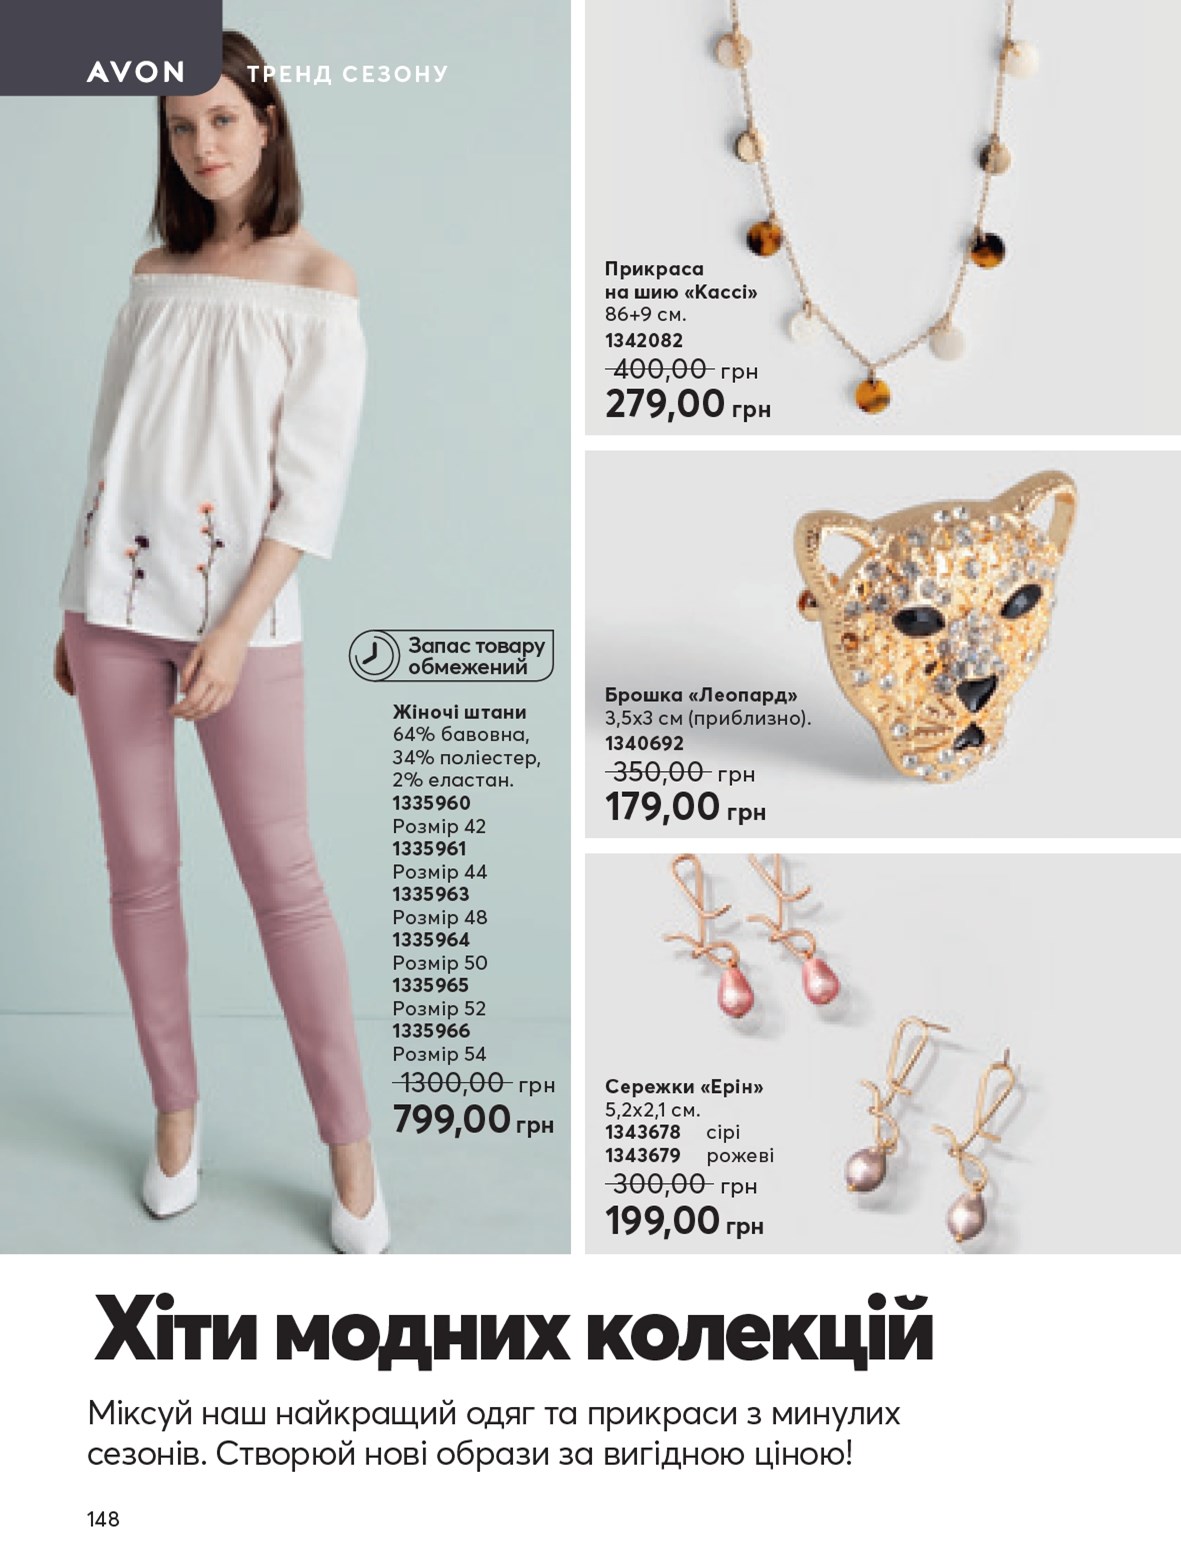 AVON
ТРЕНД СЕЗОНУ
Прикраса
на шию «Кассі»
86+9 см.
1342082
400,00 грн
279,00 грн
Брошка «Леопард»
3,5х3 см (приблизно).
1340692
350,00 грн
179,00 грн
Запас товару
обмежений
Жіночі штани
64% бавовна,
34% поліестер,
2% еластан.
1335960
Розмір 42
1335961
Розмір 44
1335963
Розмір 48
1335964
Розмір 50
1335965
Розмір 52
1335966
Розмір 54
1300,00 грн
799,00 грн
Сережки «Ерін»
5,2х2,1 см.
1343678 сірі
1343679 рожеві
300,00 грн
199,00 грн
Хіти модних колекцій
Міксуй наш найкращий одяг та прикраси з минулих
сезонів. Створюй нові образи за вигідною ціною!
148